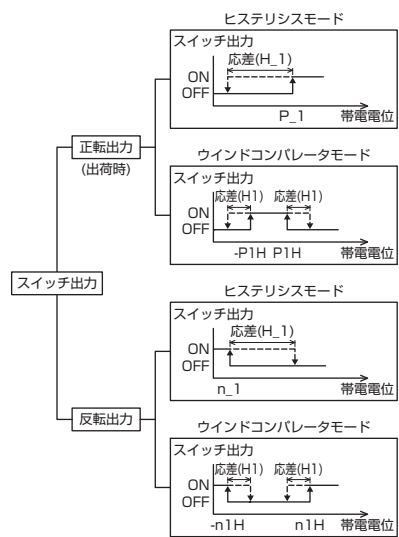 ヒステリシスモード
スイッチ出力
応差(H_1)
ON
OFF
P_1
帯電電位
正転出力
(出荷時)
ウインドコンパレータモード
スイッチ出力
応差(H1) 応差(H1)
ON
OFF
-P1H P1H
帯電電位
スイッチ出力
ヒステリシスモード
スイッチ出力
応差(H_1)
ON
OFF
n_1
帯電電位
反転出力
ウインドコンパレータモード
スイッチ出力
応差(H1) 応差(H1)
ON
OFF
-n1H n1H 帯電電位